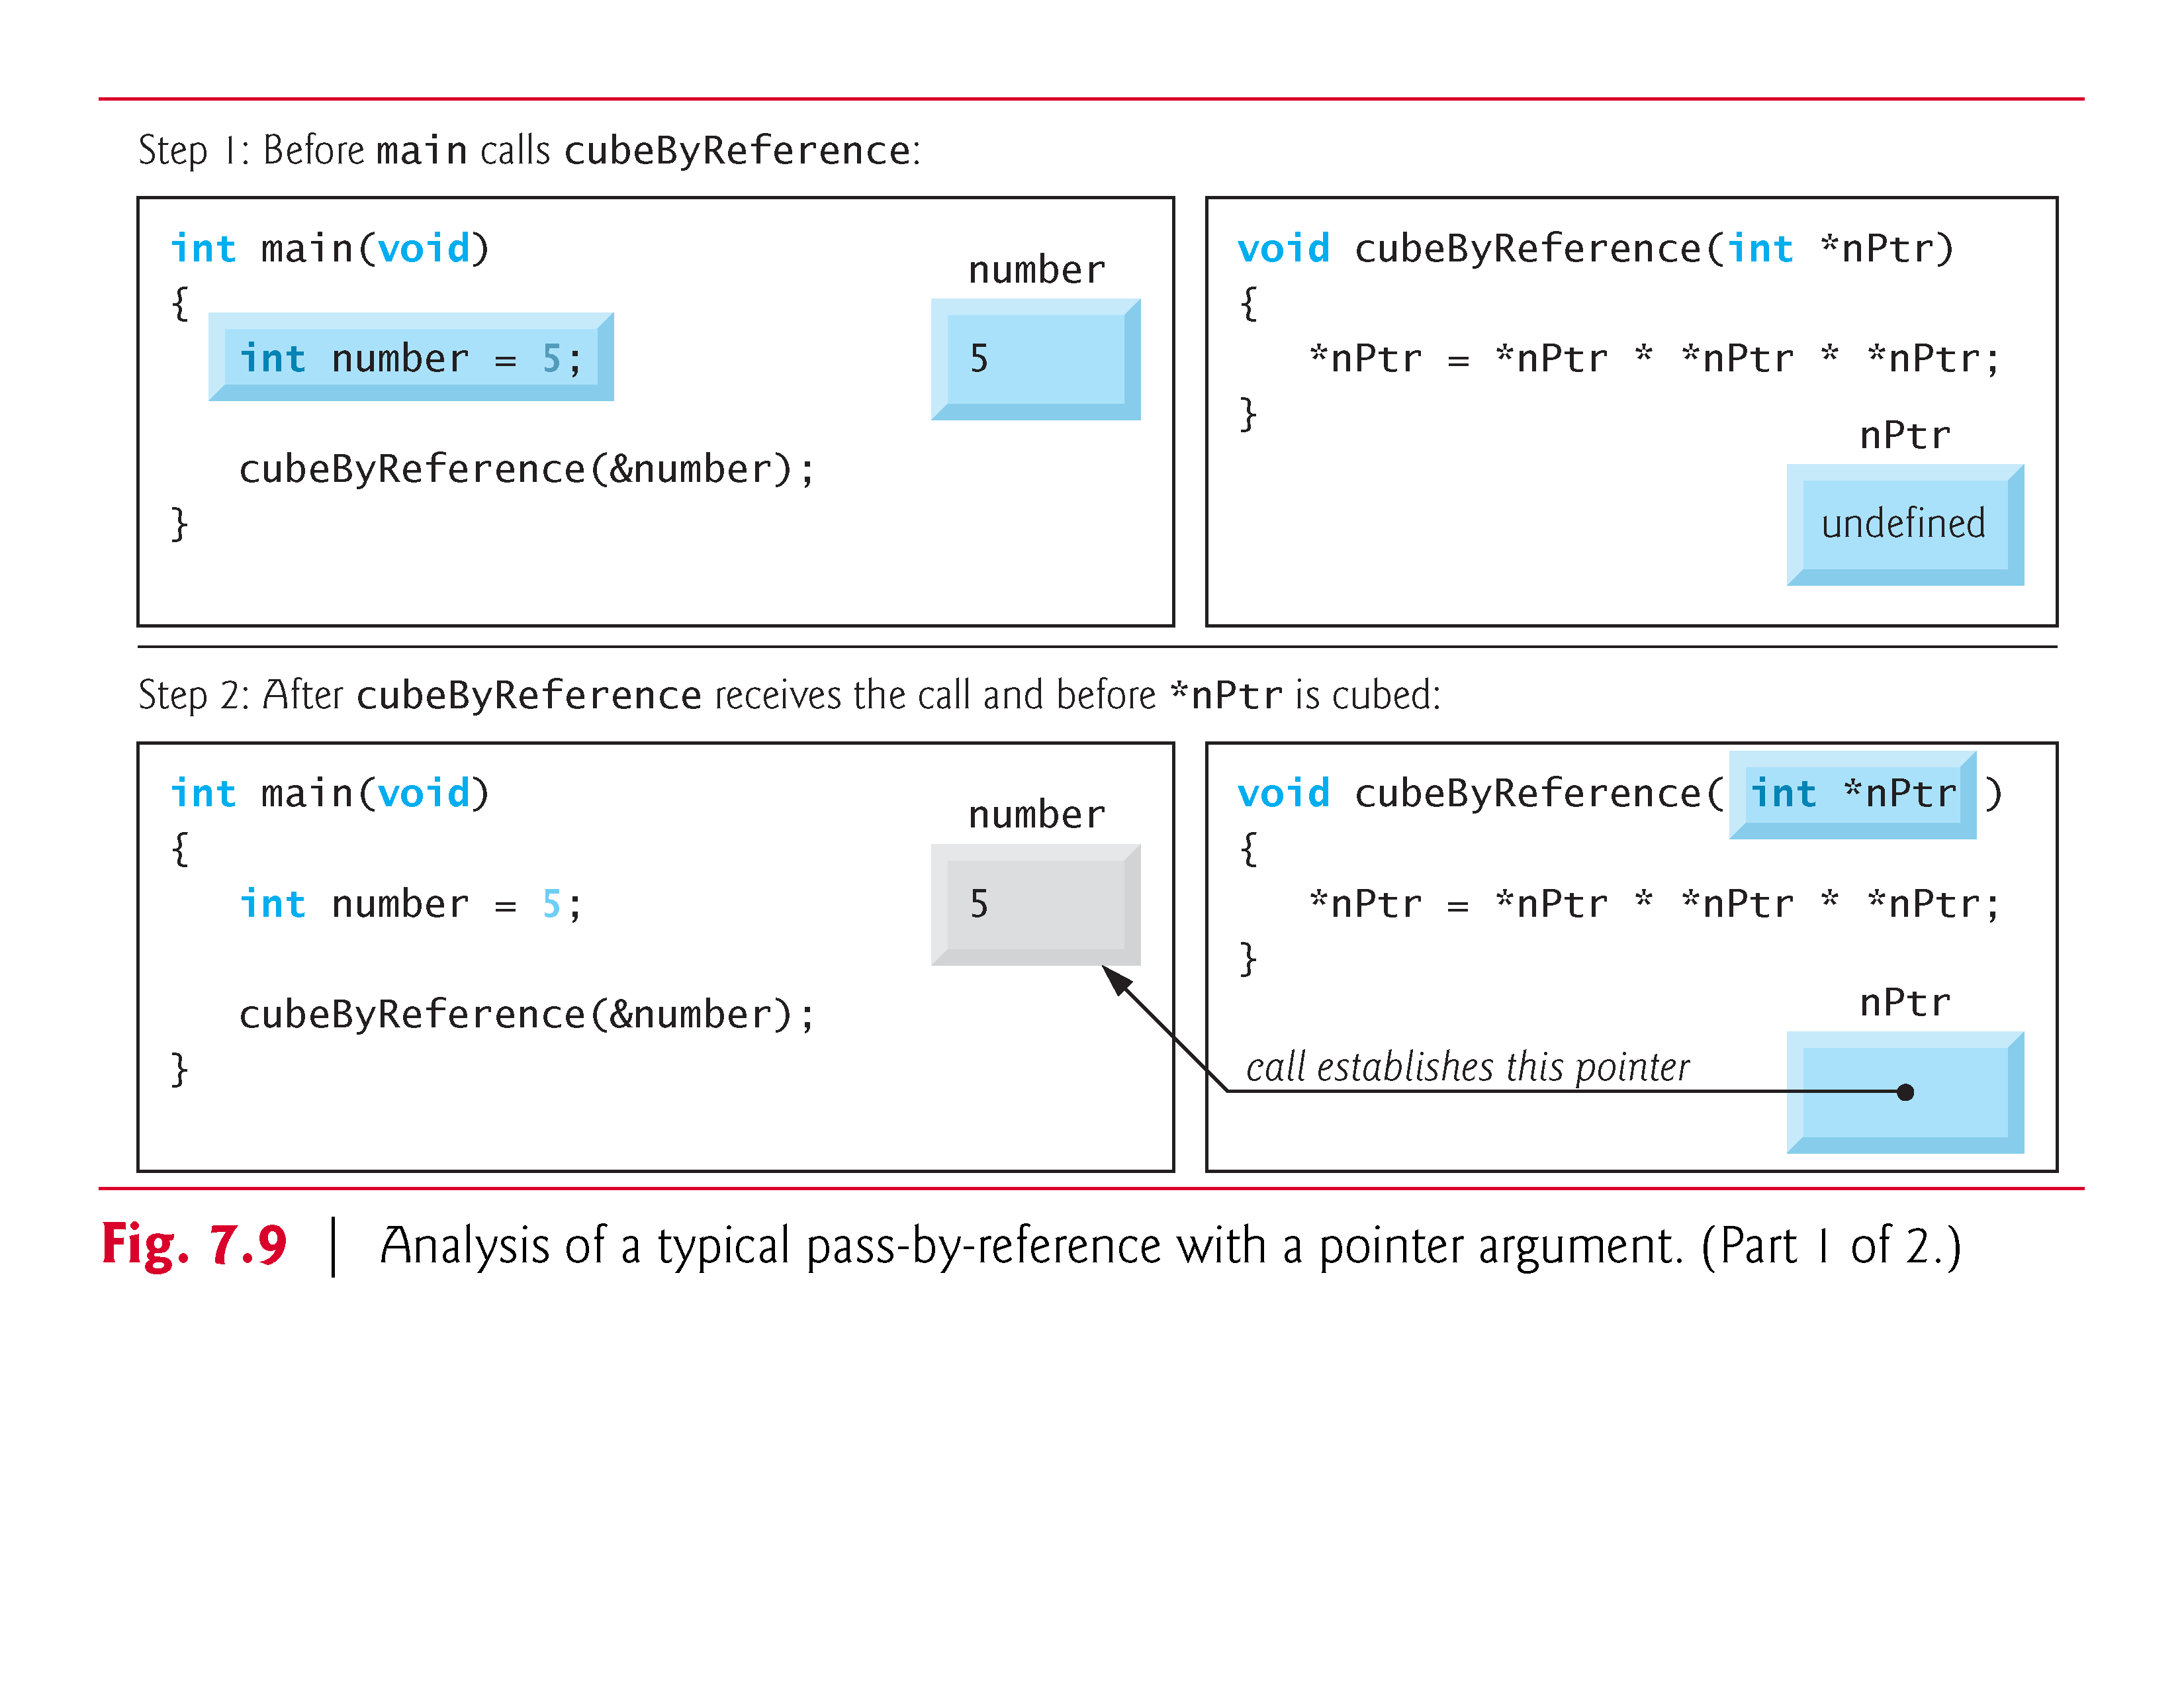 Step 1: Before main calls cubeByReference:
int main(void)
{
int number = 5;
cubeByReference(&number);
}
number
5
void cubeByReference(int *nPtr)
{
*nPtr = *nPtr * *nPtr * *nPtr;
}
nPtr
undefined
Step 2: After cubeByReference receives the call and before *nPtr is cubed:
int main(void)
{
int number = 5;
cubeByReference(&number);
}
number
5
void cubeByReference( int *nPtr )
{
*nPtr = *nPtr * *nPtr * *nPtr;
}
nPtr
call establishes this pointer
Fig. 7.9 | Analysis of a typical pass-by-reference with a pointer argument. (Part 1 of 2.)